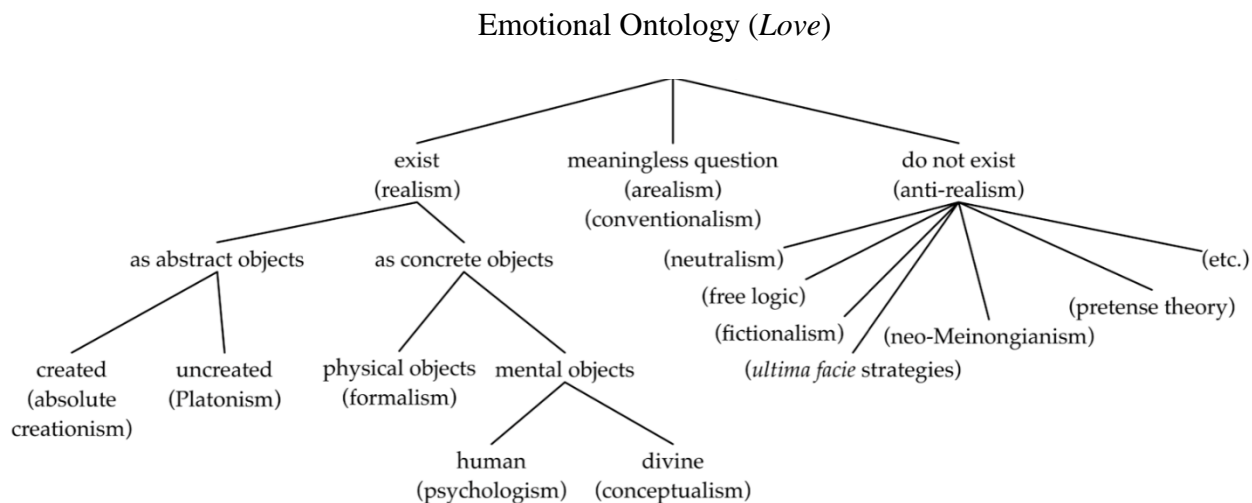 Emotional Ontology (Love)
exist
(realism)
meaningless question
(arealism)
(conventionalism)
do not exist
(anti-realism)
as abstract objects
as concrete objects
(neutralism)
(free logic)
(fictionalism)
(ultima facie strategies)
(neo-Meinongianism)
(pretense theory)
(etc.)
created
(absolute
creationism)
uncreated
(Platonism)
physical objects
(formalism)
mental objects
human
(psychologism)
divine
(conceptualism)